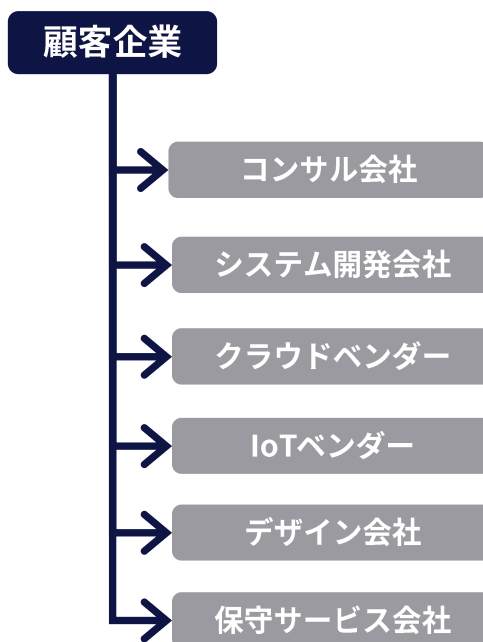 顧客企業
コンサル会社
システム開発会社
クラウドベンダー
IoTベンダー
デザイン会社
保守サービス会社